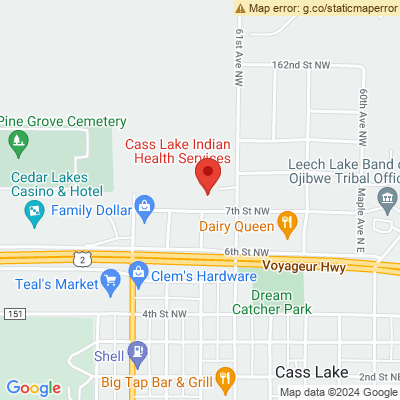 Map error: g.co/staticmaperror
61st Ave NW
162nd St NW
60th Ave NW
Pine Grove Cemetery
Cass Lake Indian
Health Services
Leech Lake Band o
Ojibwe Tribal Offic
Cedar Lakes
Casino & Hotel
Family Dollar
7th St NW
Maple Ave NE
Dairy Queen
6th St NW
2
Voyageur Hwy
Clem's Hardware
Teal's Market
Dream
Catcher Park
151
4th St NW
Shell
Cass Lake
Big Tap Bar & Grill
2nd St NE
Google
Map data ©2024 Google